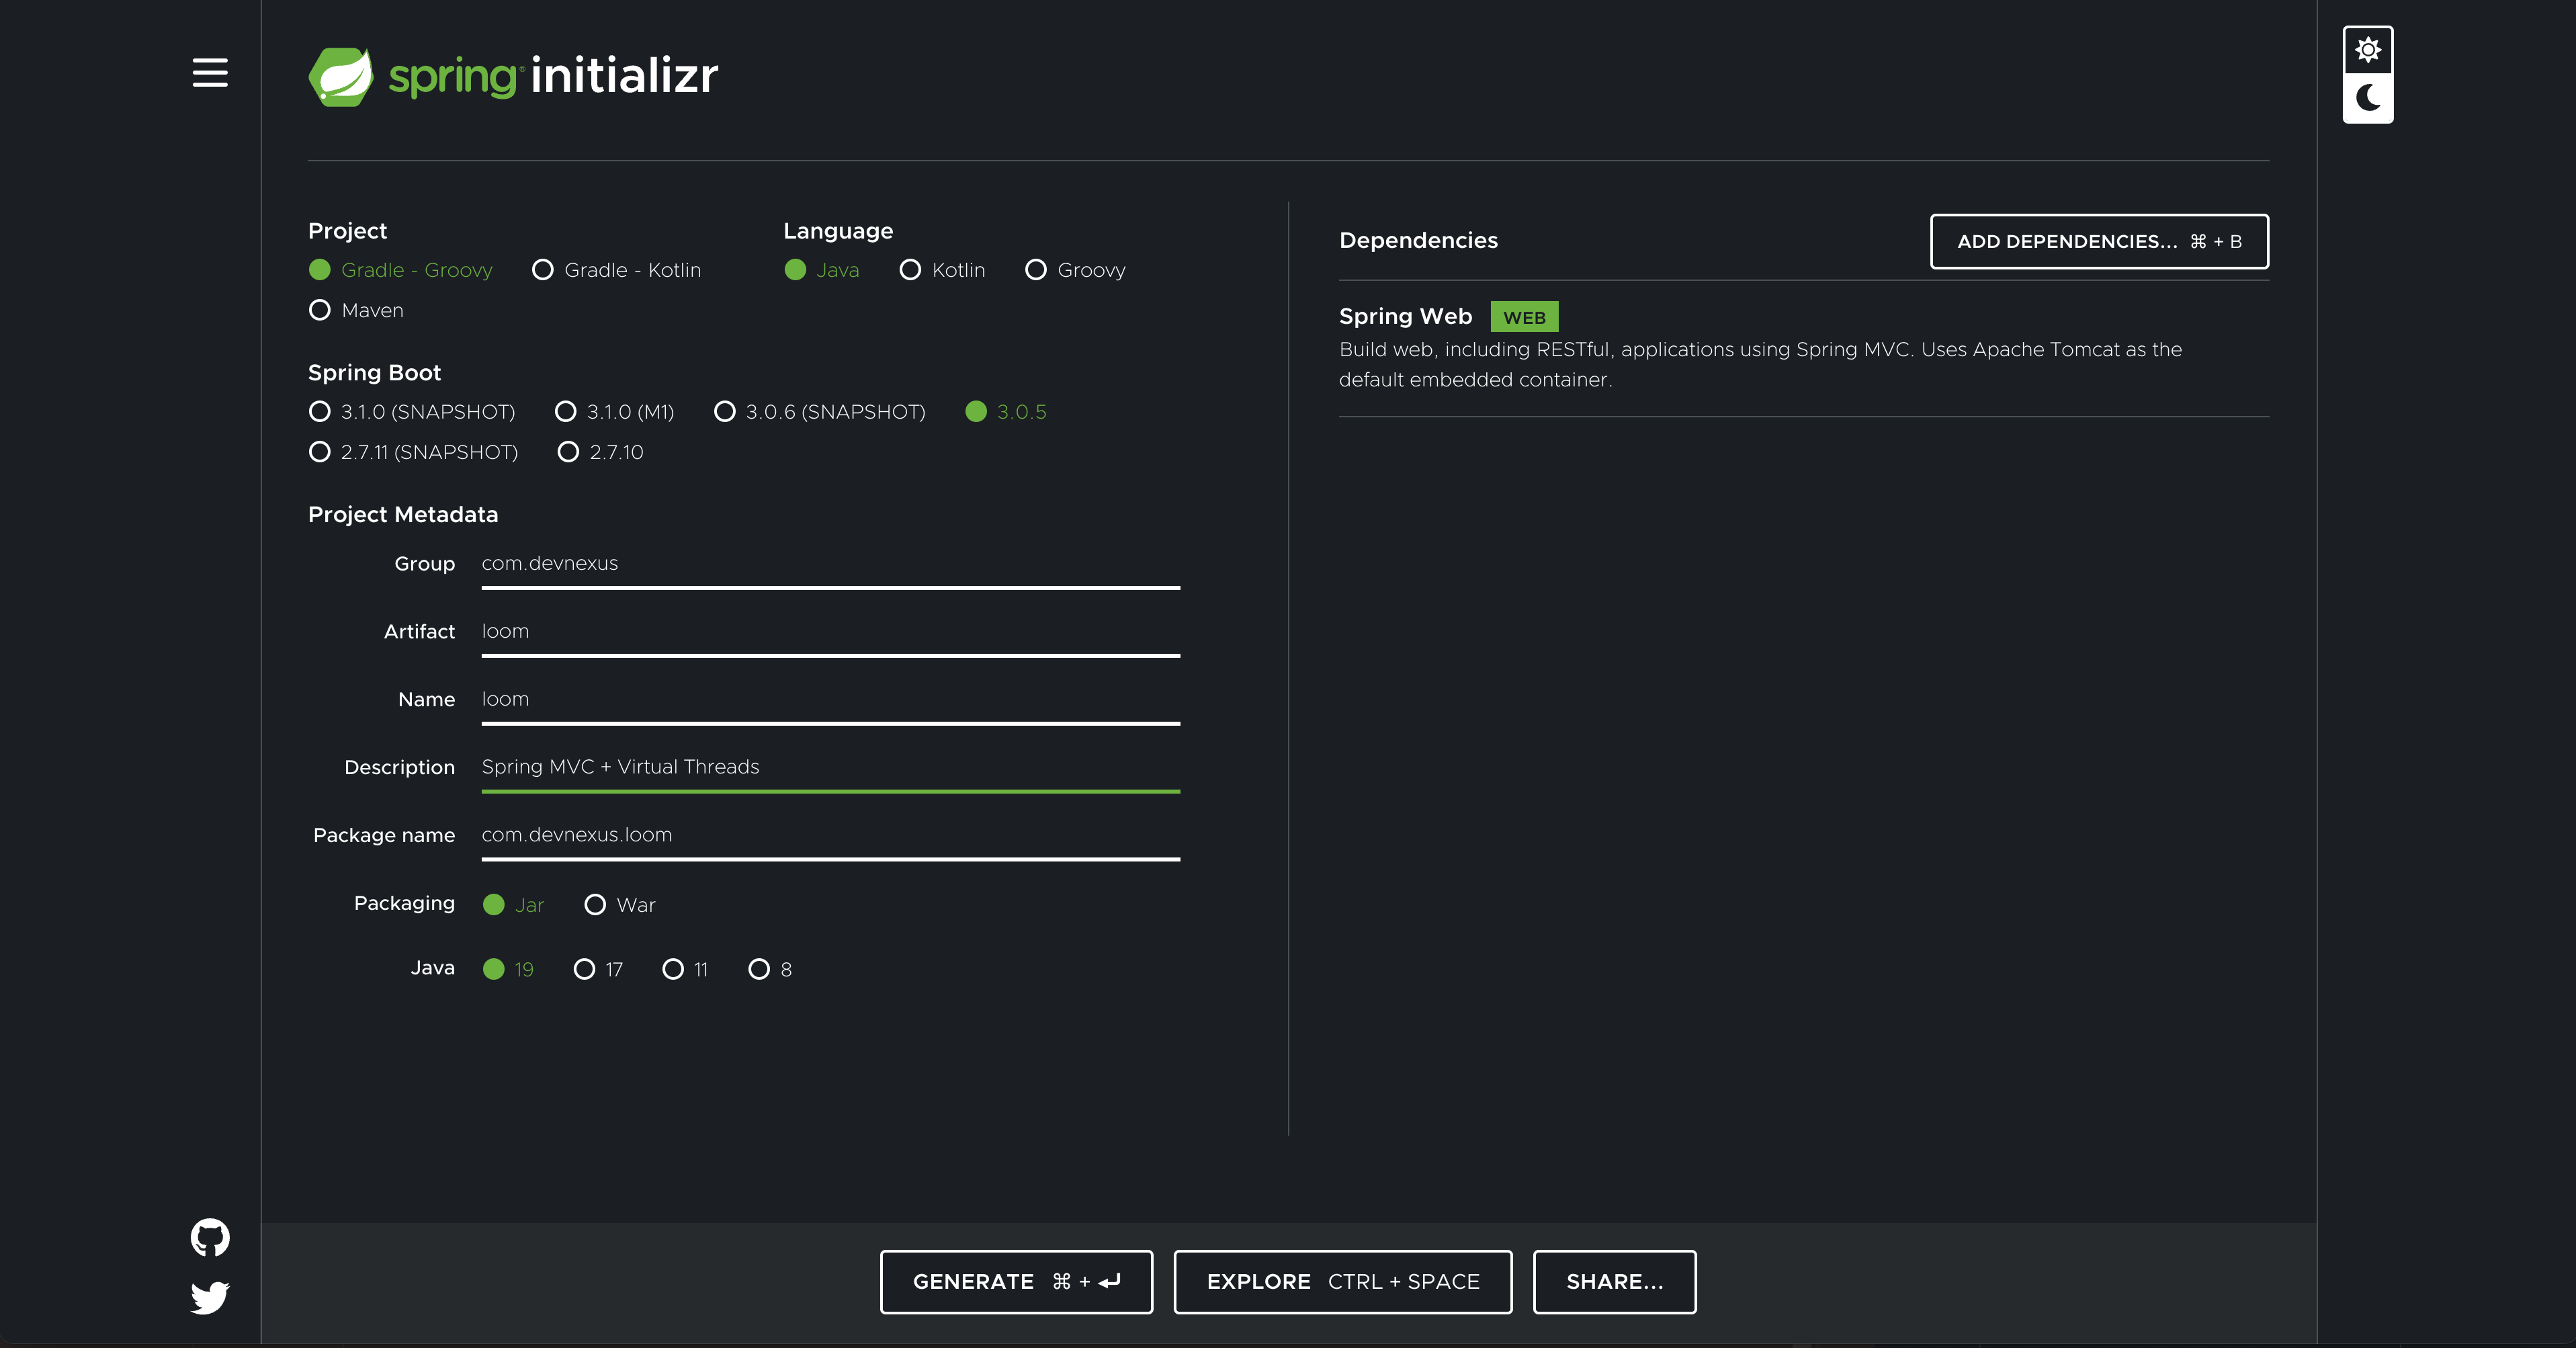 spring initializr
Project
Gradle - Groovy Gradle - Kotlin
Maven
Language
Java Kotlin Groovy
Spring Boot
3.1.0 (SNAPSHOT) 3.1.0 (M1) 3.0.6 (SNAPSHOT) 3.0.5
2.7.11 (SNAPSHOT) 2.7.10
Project Metadata
Group com.devnexus
Artifact loom
Name loom
Description Spring MVC + Virtual Threads
Package name com.devnexus.loom
Packaging Jar War
Java 19 17 11 8
Dependencies
ADD DEPENDENCIES... ⌘ + B
Spring Web WEB
Build web, including RESTful, applications using Spring MVC. Uses Apache Tomcat as the
default embedded container.
GENERATE ⌘ + ⏎
EXPLORE CTRL + SPACE
SHARE...